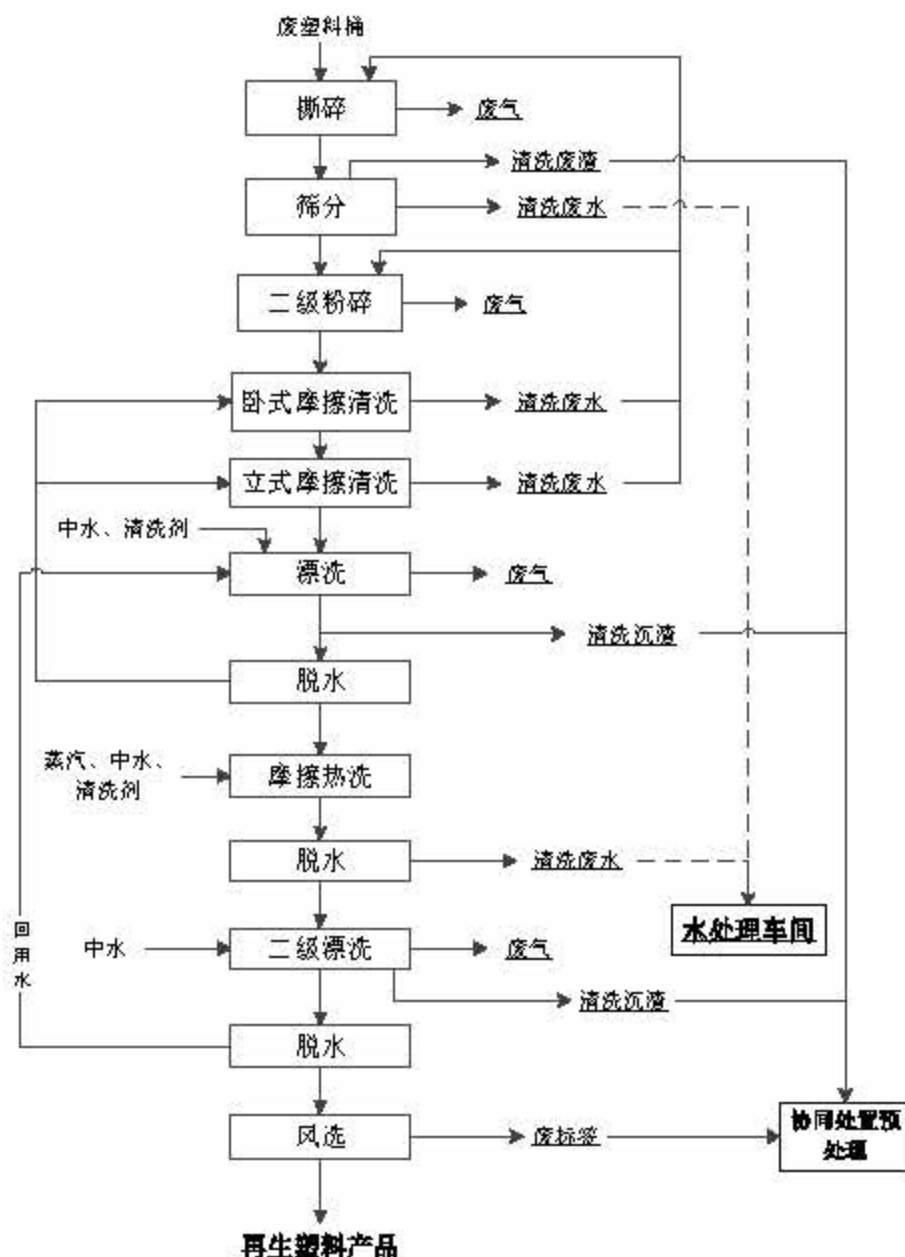 废塑料桶
撕碎
废气
清洗废渣
筛分
清洗废水
二级粉碎
废气
卧式摩擦清洗
清洗废水
立式摩擦清洗
清洗废水
中水、清洗剂
漂洗
废气
清洗沉渣
脱水
蒸汽、中水、
清洗剂
摩擦热洗
脱水
清洗废水
回用水
中水
二级漂洗
废气
水处理车间
清洗沉渣
脱水
风选
废标签
协同处置预
处理
再生塑料产品